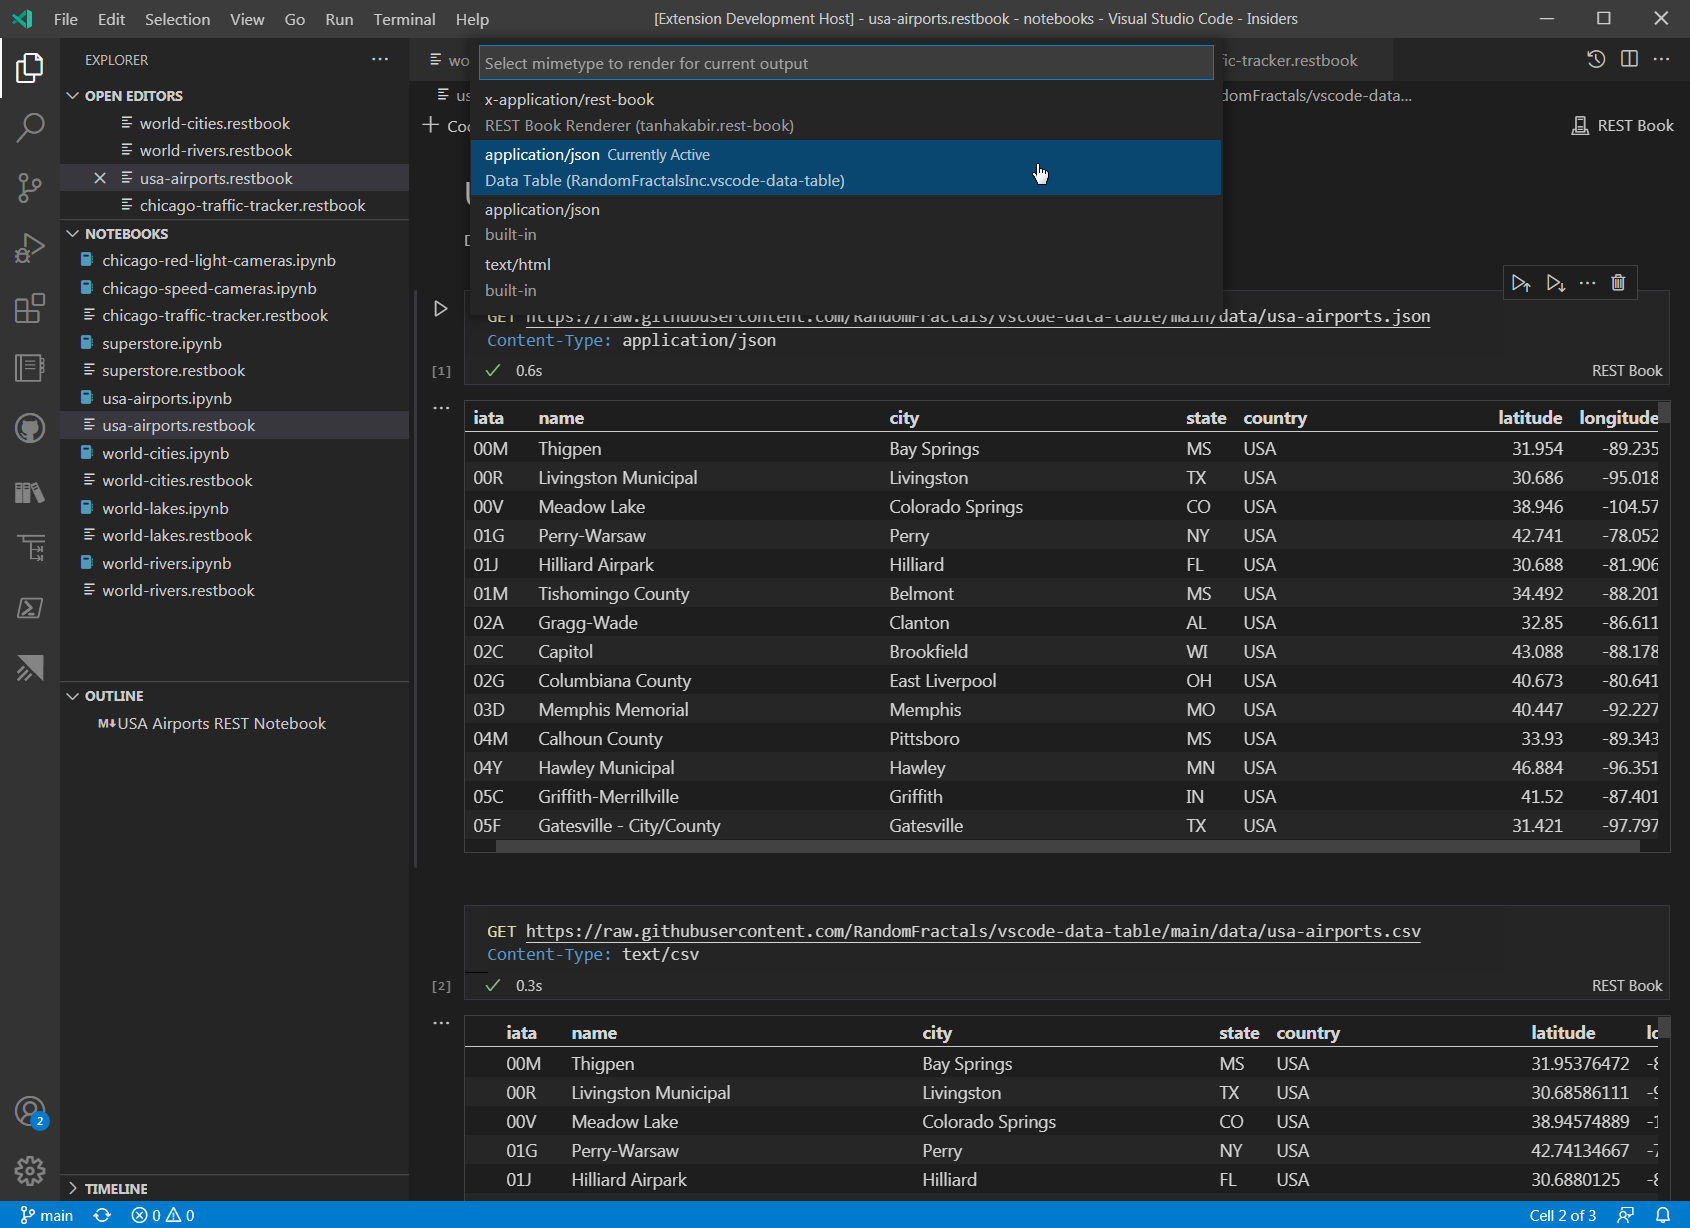 File Edit Selection View Go Run Terminal Help
[Extension Development Host] - usa-airports.restbook - notebooks - Visual Studio Code - Insiders
EXPLORER
OPEN EDITORS
world-cities.restbook
world-rivers.restbook
usa-airports.restbook
chicago-traffic-tracker.restbook
NOTEBOOKS
chicago-red-light-cameras.ipynb
chicago-speed-cameras.ipynb
chicago-traffic-tracker.restbook
superstore.ipynb
superstore.restbook
usa-airports.ipynb
usa-airports.restbook
world-cities.ipynb
world-cities.restbook
world-lakes.ipynb
world-lakes.restbook
world-rivers.ipynb
world-rivers.restbook
OUTLINE
M USA Airports REST Notebook
TIMELINE
2
wo
ic-tracker.restbook
us
domFractals/vscode-data...
Coo
REST Book
Select mimetype to render for current output
x-application/rest-book
REST Book Renderer (tanhakabir.rest-book)
application/json Currently Active
Data Table (RandomFractalsInc.vscode-data-table)
application/json
built-in
text/html
built-in
GET https://raw.githubusercontent.com/RandomFractals/vscode-data-table/main/data/usa-airports.json
Content-Type: application/json
[1] 0.6s REST Book
iata name city state country latitude longitude
00M Thigpen Bay Springs MS USA 31.954 -89.235
00R Livingston Municipal Livingston TX USA 30.686 -95.018
00V Meadow Lake Colorado Springs CO USA 38.946 -104.57
01G Perry-Warsaw Perry NY USA 42.741 -78.052
01J Hilliard Airpark Hilliard FL USA 30.688 -81.906
01M Tishomingo County Belmont MS USA 34.492 -88.201
02A Gragg-Wade Clanton AL USA 32.85 -86.611
02C Capitol Brookfield WI USA 43.088 -88.178
02G Columbiana County East Liverpool OH USA 40.673 -80.641
03D Memphis Memorial Memphis MO USA 40.447 -92.227
04M Calhoun County Pittsboro MS USA 33.93 -89.343
04Y Hawley Municipal Hawley MN USA 46.884 -96.351
05C Griffith-Merrillville Griffith IN USA 41.52 -87.401
05F Gatesville - City/County Gatesville TX USA 31.421 -97.797
GET https://raw.githubusercontent.com/RandomFractals/vscode-data-table/main/data/usa-airports.csv
Content-Type: text/csv
[2] 0.3s REST Book
iata name city state country latitude lo
00M Thigpen Bay Springs MS USA 31.95376472 -8
00R Livingston Municipal Livingston TX USA 30.68586111 -9
00V Meadow Lake Colorado Springs CO USA 38.94574889 -1
01G Perry-Warsaw Perry NY USA 42.74134667 -7
01J Hilliard Airpark Hilliard FL USA 30.6880125 -8
main 0 0 Cell 2 of 3